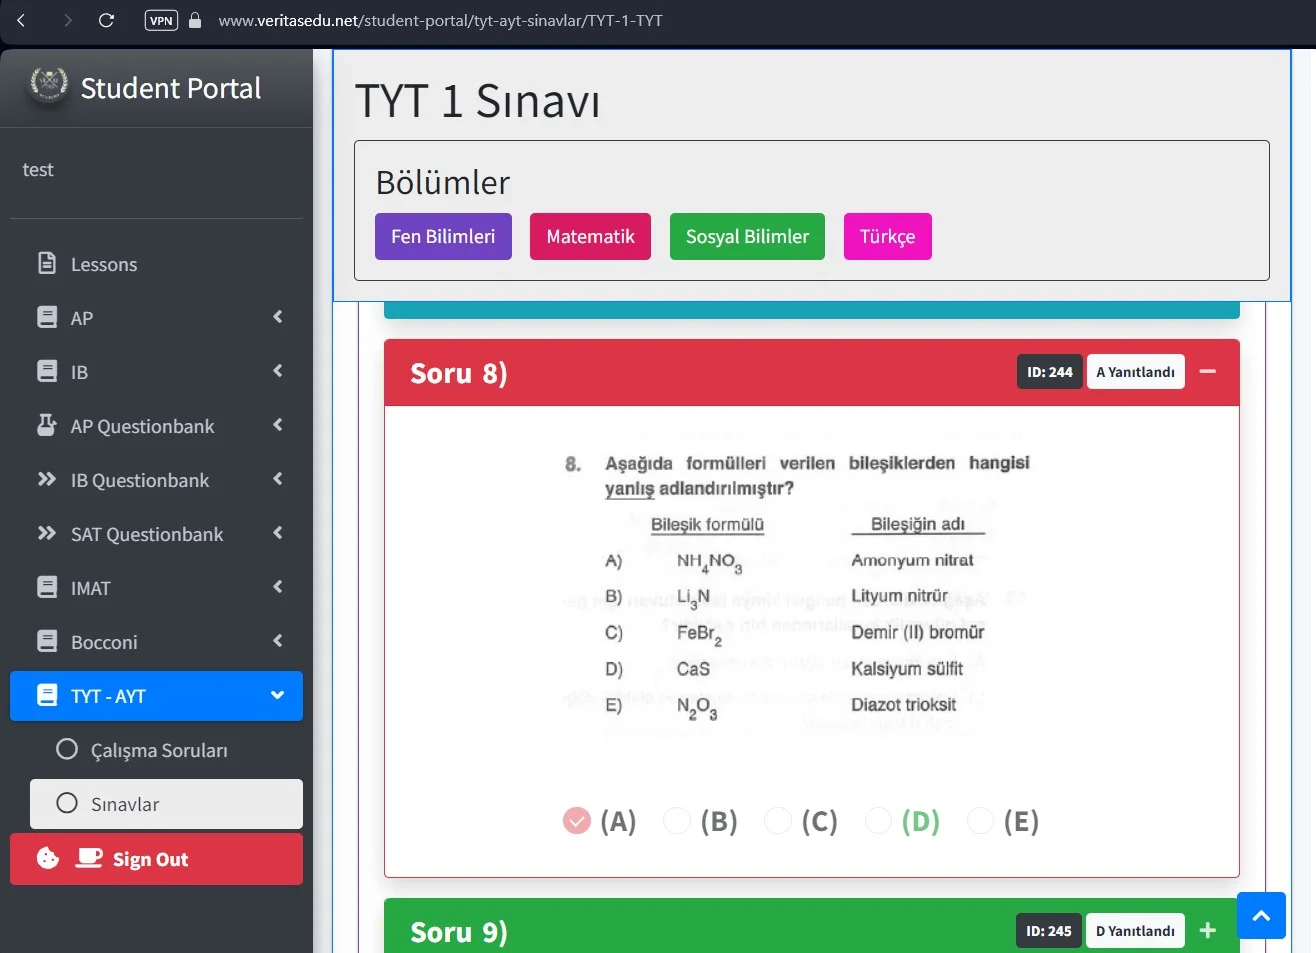 VPN www.veritasedu.net/student-portal/tyt-ayt-sinavlar/TYT-1-TYT
Student Portal
test
Lessons
AP
IB
AP Questionbank
IB Questionbank
SAT Questionbank
IMAT
Bocconi
TYT - AYT
Çalışma Soruları
Sınavlar
Sign Out
TYT 1 Sınavı
Bölümler
Fen Bilimleri Matematik Sosyal Bilimler Türkçe
Soru 8) ID: 244 A Yanıtlandı
8. Aşağıda formülleri verilen bileşiklerden hangisi
yanlış adlandırılmıştır?
Bileşik formülü Bileşiğin adı
A) NH₄NO₃ Amonyum nitrat
B) Li₃N Lityum nitrür
C) FeBr₂ Demir (II) bromür
D) CaS Kalsiyum sülfit
E) N₂O₃ Diazot trioksit
(A) (B) (C) (D) (E)
Soru 9) ID: 245 D Yanıtlandı